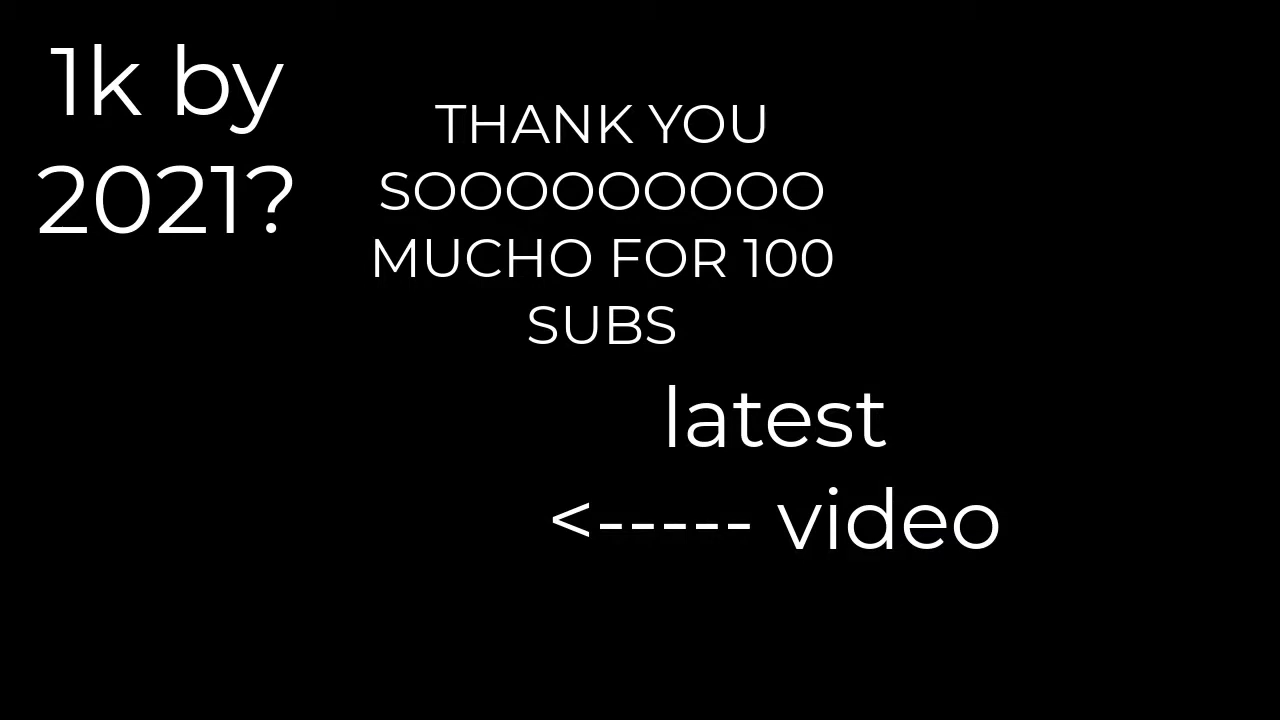 1k by
2021?
THANK YOU
SOOOOOOOOO
MUCHO FOR 100
SUBS
latest
<----- video